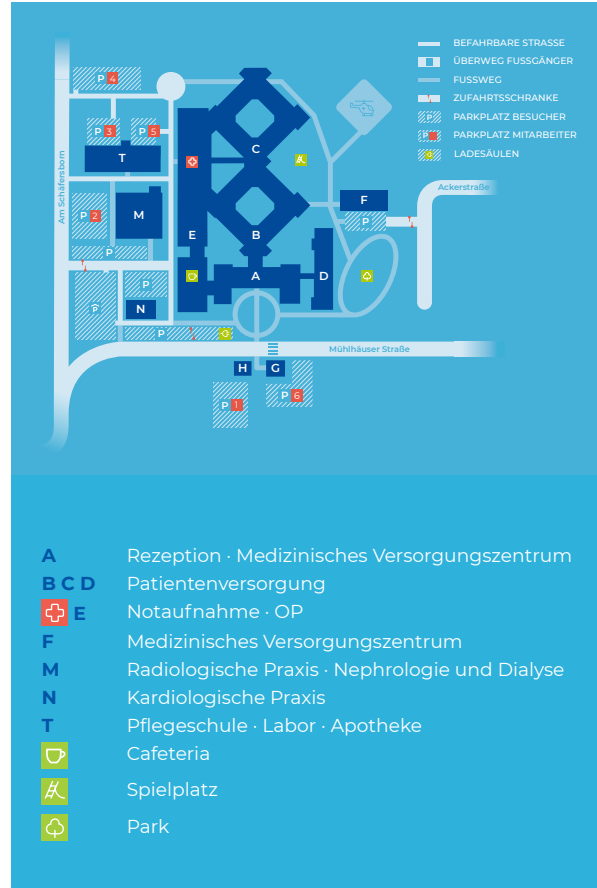 BEFAHRBARE STRASSE
ÜBERWEG FUSSGÄNGER
FUSSWEG
ZUFAHRTSSCHRANKE
P PARKPLATZ BESUCHER
P PARKPLATZ MITARBEITER
LADESÄULEN
P 4
P 3
P 5
T
C
Am Schäfersborn
P 2
M
F
Ackerstraße
P
E
B
P
A
D
P
P
N
P
Mühlhäuser Straße
H
G
P 1
P 6
A Rezeption · Medizinisches Versorgungszentrum
B C D Patientenversorgung
E Notaufnahme · OP
F Medizinisches Versorgungszentrum
M Radiologische Praxis · Nephrologie und Dialyse
N Kardiologische Praxis
T Pflegeschule · Labor · Apotheke
Cafeteria
Spielplatz
Park